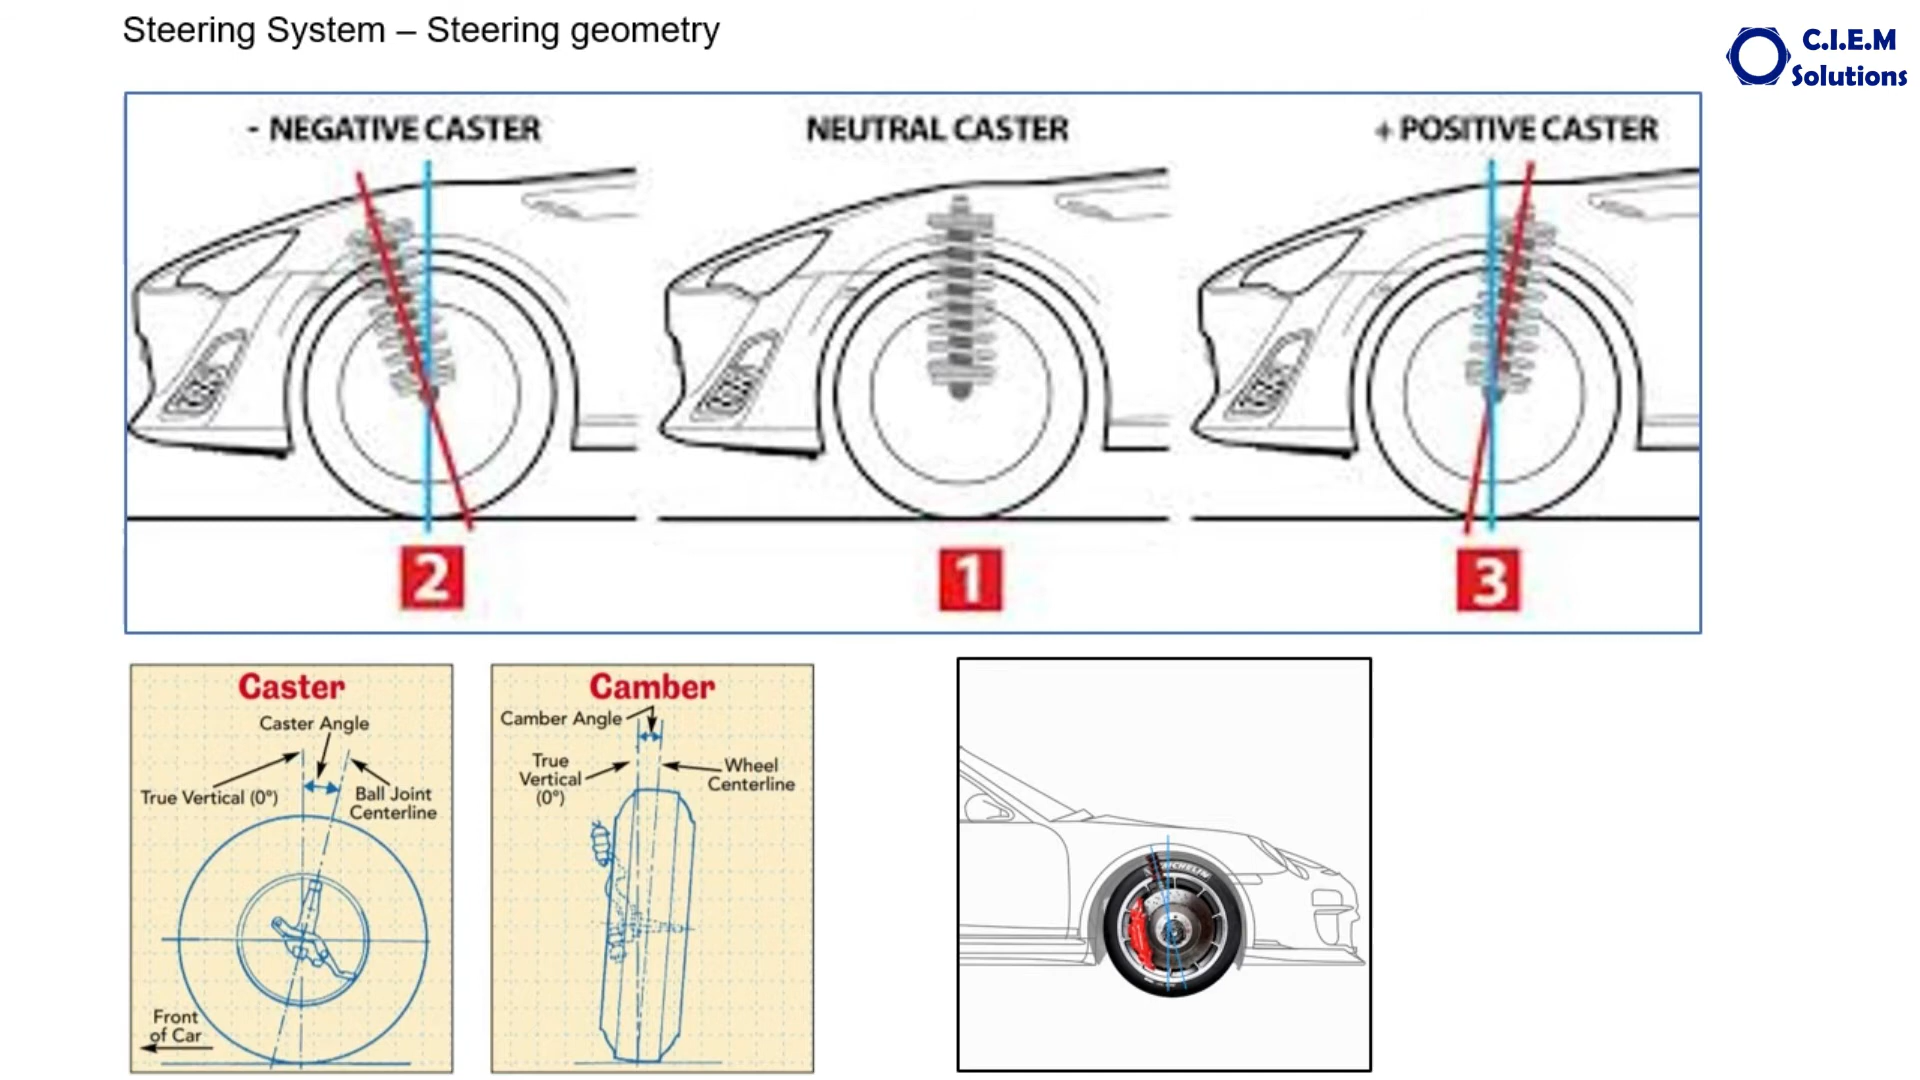 Steering System – Steering geometry
C.I.E.M
Solutions
- NEGATIVE CASTER
NEUTRAL CASTER
+ POSITIVE CASTER
2
1
3
Caster
Caster Angle
True Vertical (0°)
Ball Joint
Centerline
Front
of Car
Camber
Camber Angle
True
Vertical
(0°)
Wheel
Centerline
MICHELIN